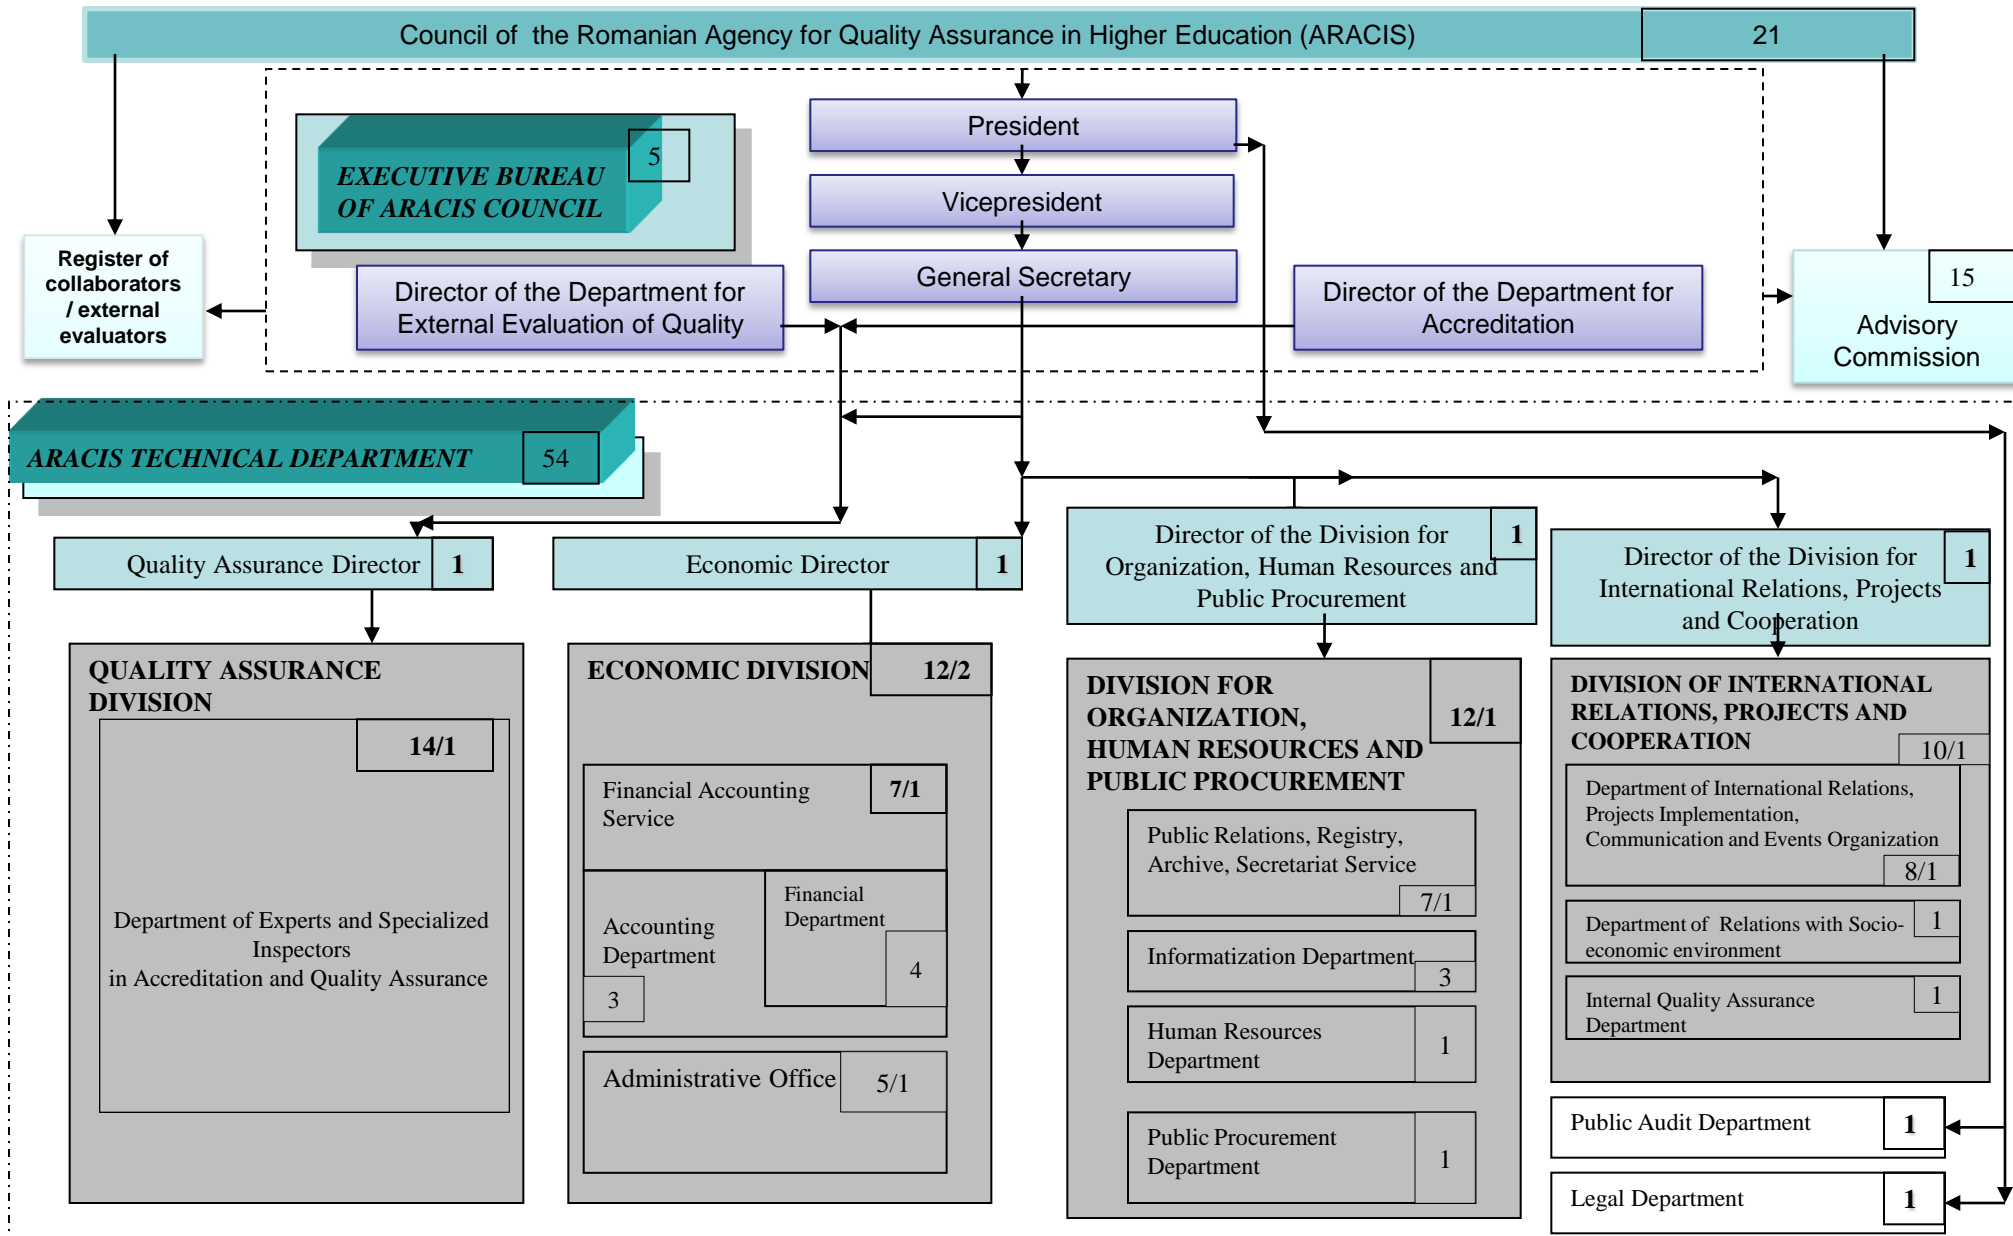 Council of the Romanian Agency for Quality Assurance in Higher Education (ARACIS)
21
President
EXECUTIVE BUREAU
OF ARACIS COUNCIL
5
Vicepresident
General Secretary
Register of
collaborators
/ external
evaluators
Director of the Department for
External Evaluation of Quality
Director of the Department for
Accreditation
15
Advisory
Commission
ARACIS TECHNICAL DEPARTMENT
54
Quality Assurance Director
1
Economic Director
1
Director of the Division for
Organization, Human Resources and
Public Procurement
1
Director of the Division for
International Relations, Projects
and Cooperation
1
QUALITY ASSURANCE
DIVISION
14/1
Department of Experts and Specialized
Inspectors
in Accreditation and Quality Assurance
ECONOMIC DIVISION
12/2
Financial Accounting
Service
7/1
Accounting
Department
3
Financial
Department
4
Administrative Office
5/1
DIVISION FOR
ORGANIZATION,
HUMAN RESOURCES AND
PUBLIC PROCUREMENT
12/1
Public Relations, Registry,
Archive, Secretariat Service
7/1
Informatization Department
3
Human Resources
Department
1
Public Procurement
Department
1
DIVISION OF INTERNATIONAL
RELATIONS, PROJECTS AND
COOPERATION
10/1
Department of International Relations,
Projects Implementation,
Communication and Events Organization
8/1
Department of Relations with Socio-
economic environment
1
Internal Quality Assurance
Department
1
Public Audit Department
1
Legal Department
1